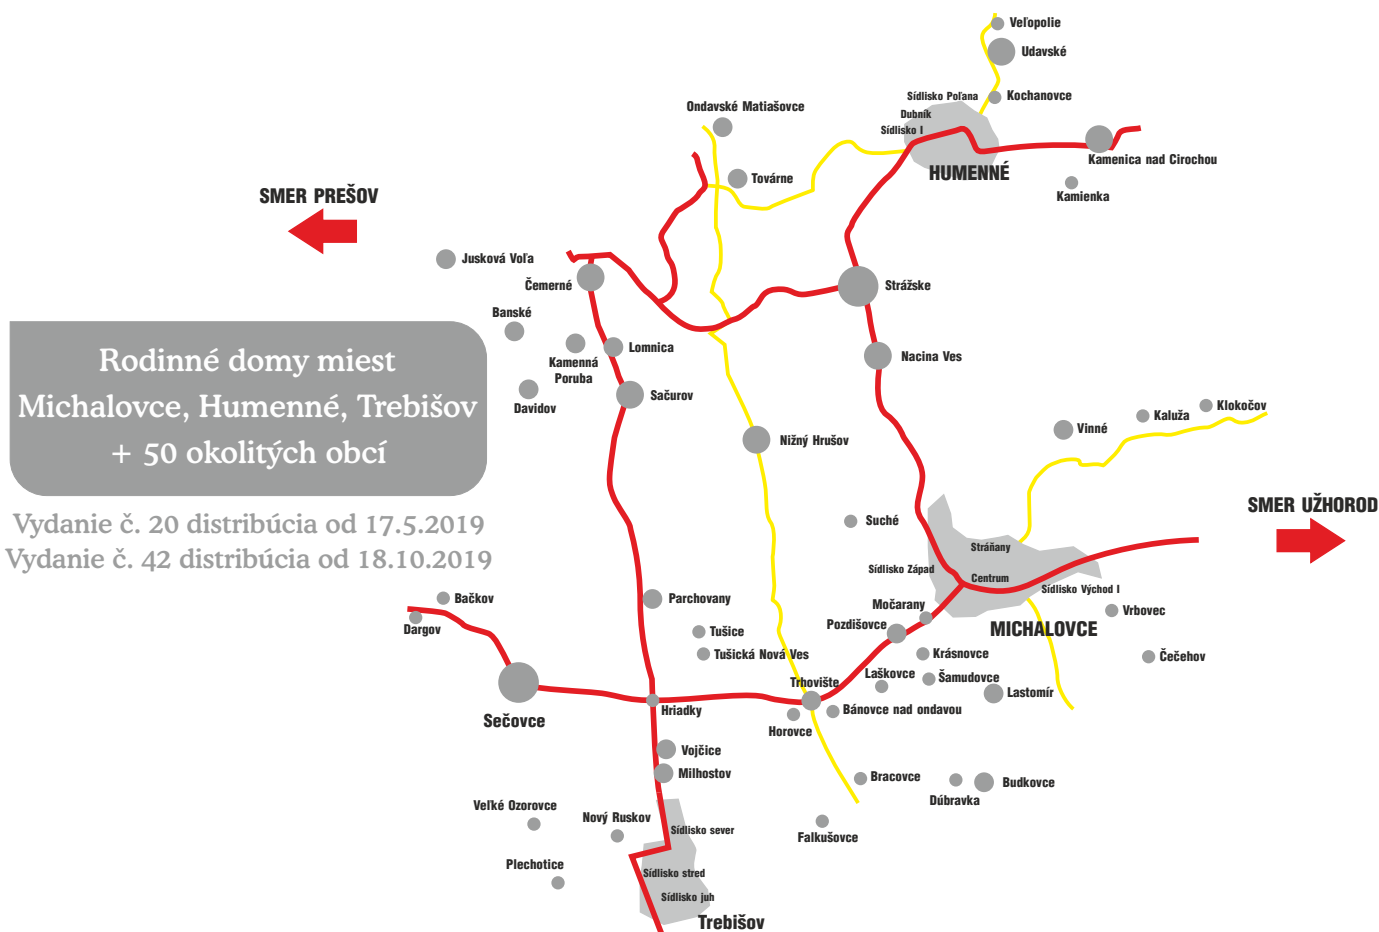 Veľopolie
Udavské
Sídlisko Poľana
Kochanovce
Ondavské Matiašovce
Dubník
Sídlisko I
Kamenica nad Cirochou
HUMENNÉ
Továrne
Kamienka
SMER PREŠOV
Jusková Voľa
Čemerné
Strážske
Banské
Lomnica
Kamenná
Poruba
Nacina Ves
Rodinné domy miest
Michalovce, Humenné, Trebišov
+ 50 okolitých obcí
Davidov
Sačurov
Klokočov
Kaluža
Vinné
Nižný Hrušov
SMER UŽHOROD
Vydanie č. 20 distribúcia od 17.5.2019
Vydanie č. 42 distribúcia od 18.10.2019
Suché
Stráňany
Sídlisko Západ
Centrum
Sídlisko Východ I
Bačkov
Dargov
Parchovany
Močarany
Vrbovec
Pozdišovce
MICHALOVCE
Tušice
Tušická Nová Ves
Krásnovce
Čečehov
Trhovište
Laškovce
Šamudovce
Lastomír
Sečovce
Hriadky
Bánovce nad ondavou
Horovce
Vojčice
Milhostov
Bracovce
Budkovce
Dúbravka
Veľké Ozorovce
Nový Ruskov
Sídlisko sever
Falkušovce
Plechotice
Sídlisko stred
Sídlisko juh
Trebišov